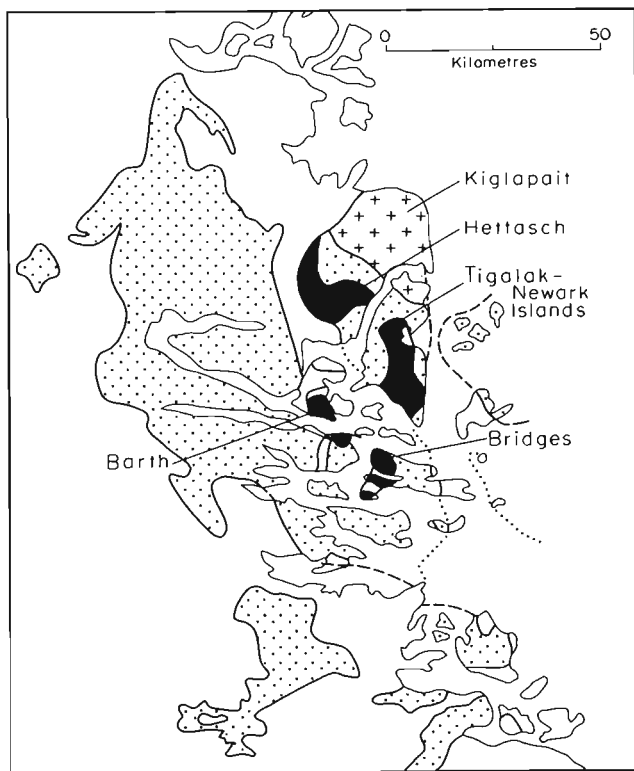 0 50
Kilometres
Kiglapait
Hettasch
Tigalak-
Newark
Islands
Barth
Bridges